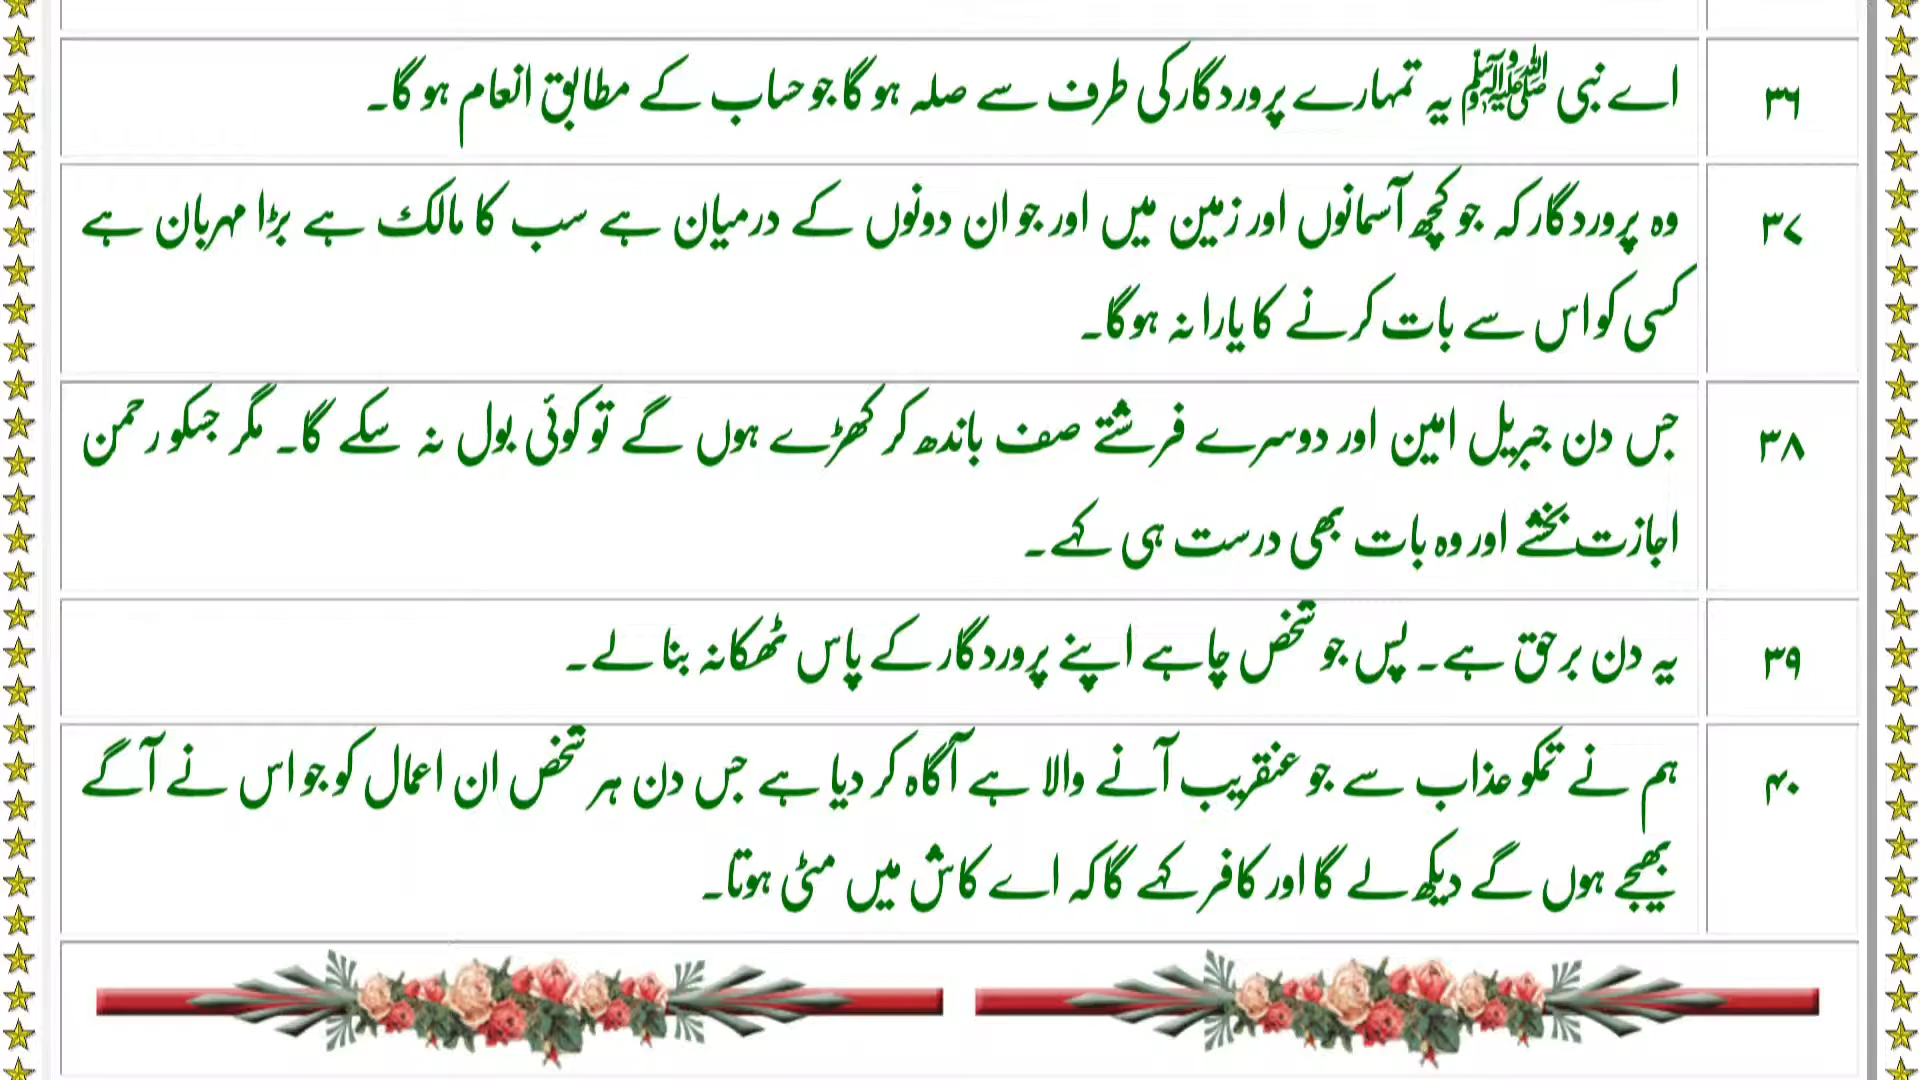 ۳۶ اے نبی ﷺ یہ تمہارے پروردگار کی طرف سے صلہ ہو گا جو حساب کے مطابق انعام ہو گا۔
۳۷ وہ پروردگار کہ جو کچھ آسمانوں اور زمین میں اور جو ان دونوں کے درمیان ہے سب کا مالک ہے بڑا مہربان ہے
کسی کو اس سے بات کرنے کا یارا نہ ہوگا۔
۳۸ جس دن جبریل امین اور دوسرے فرشتے صف باندھ کر کھڑے ہوں گے تو کوئی بول نہ سکے گا۔ مگر جسکو رحمن
اجازت بخشے اور وہ بات بھی درست ہی کہے۔
۳۹ یہ دن برحق ہے۔ پس جو شخص چاہے اپنے پروردگار کے پاس ٹھکانہ بنا لے۔
۴۰ ہم نے تمکو عذاب سے جو عنقریب آنے والا ہے آگاہ کر دیا ہے جس دن ہر شخص ان اعمال کو جو اس نے آگے
بھیجے ہوں گے دیکھ لے گا اور کافر کہے گا کہ اے کاش میں مٹی ہوتا۔